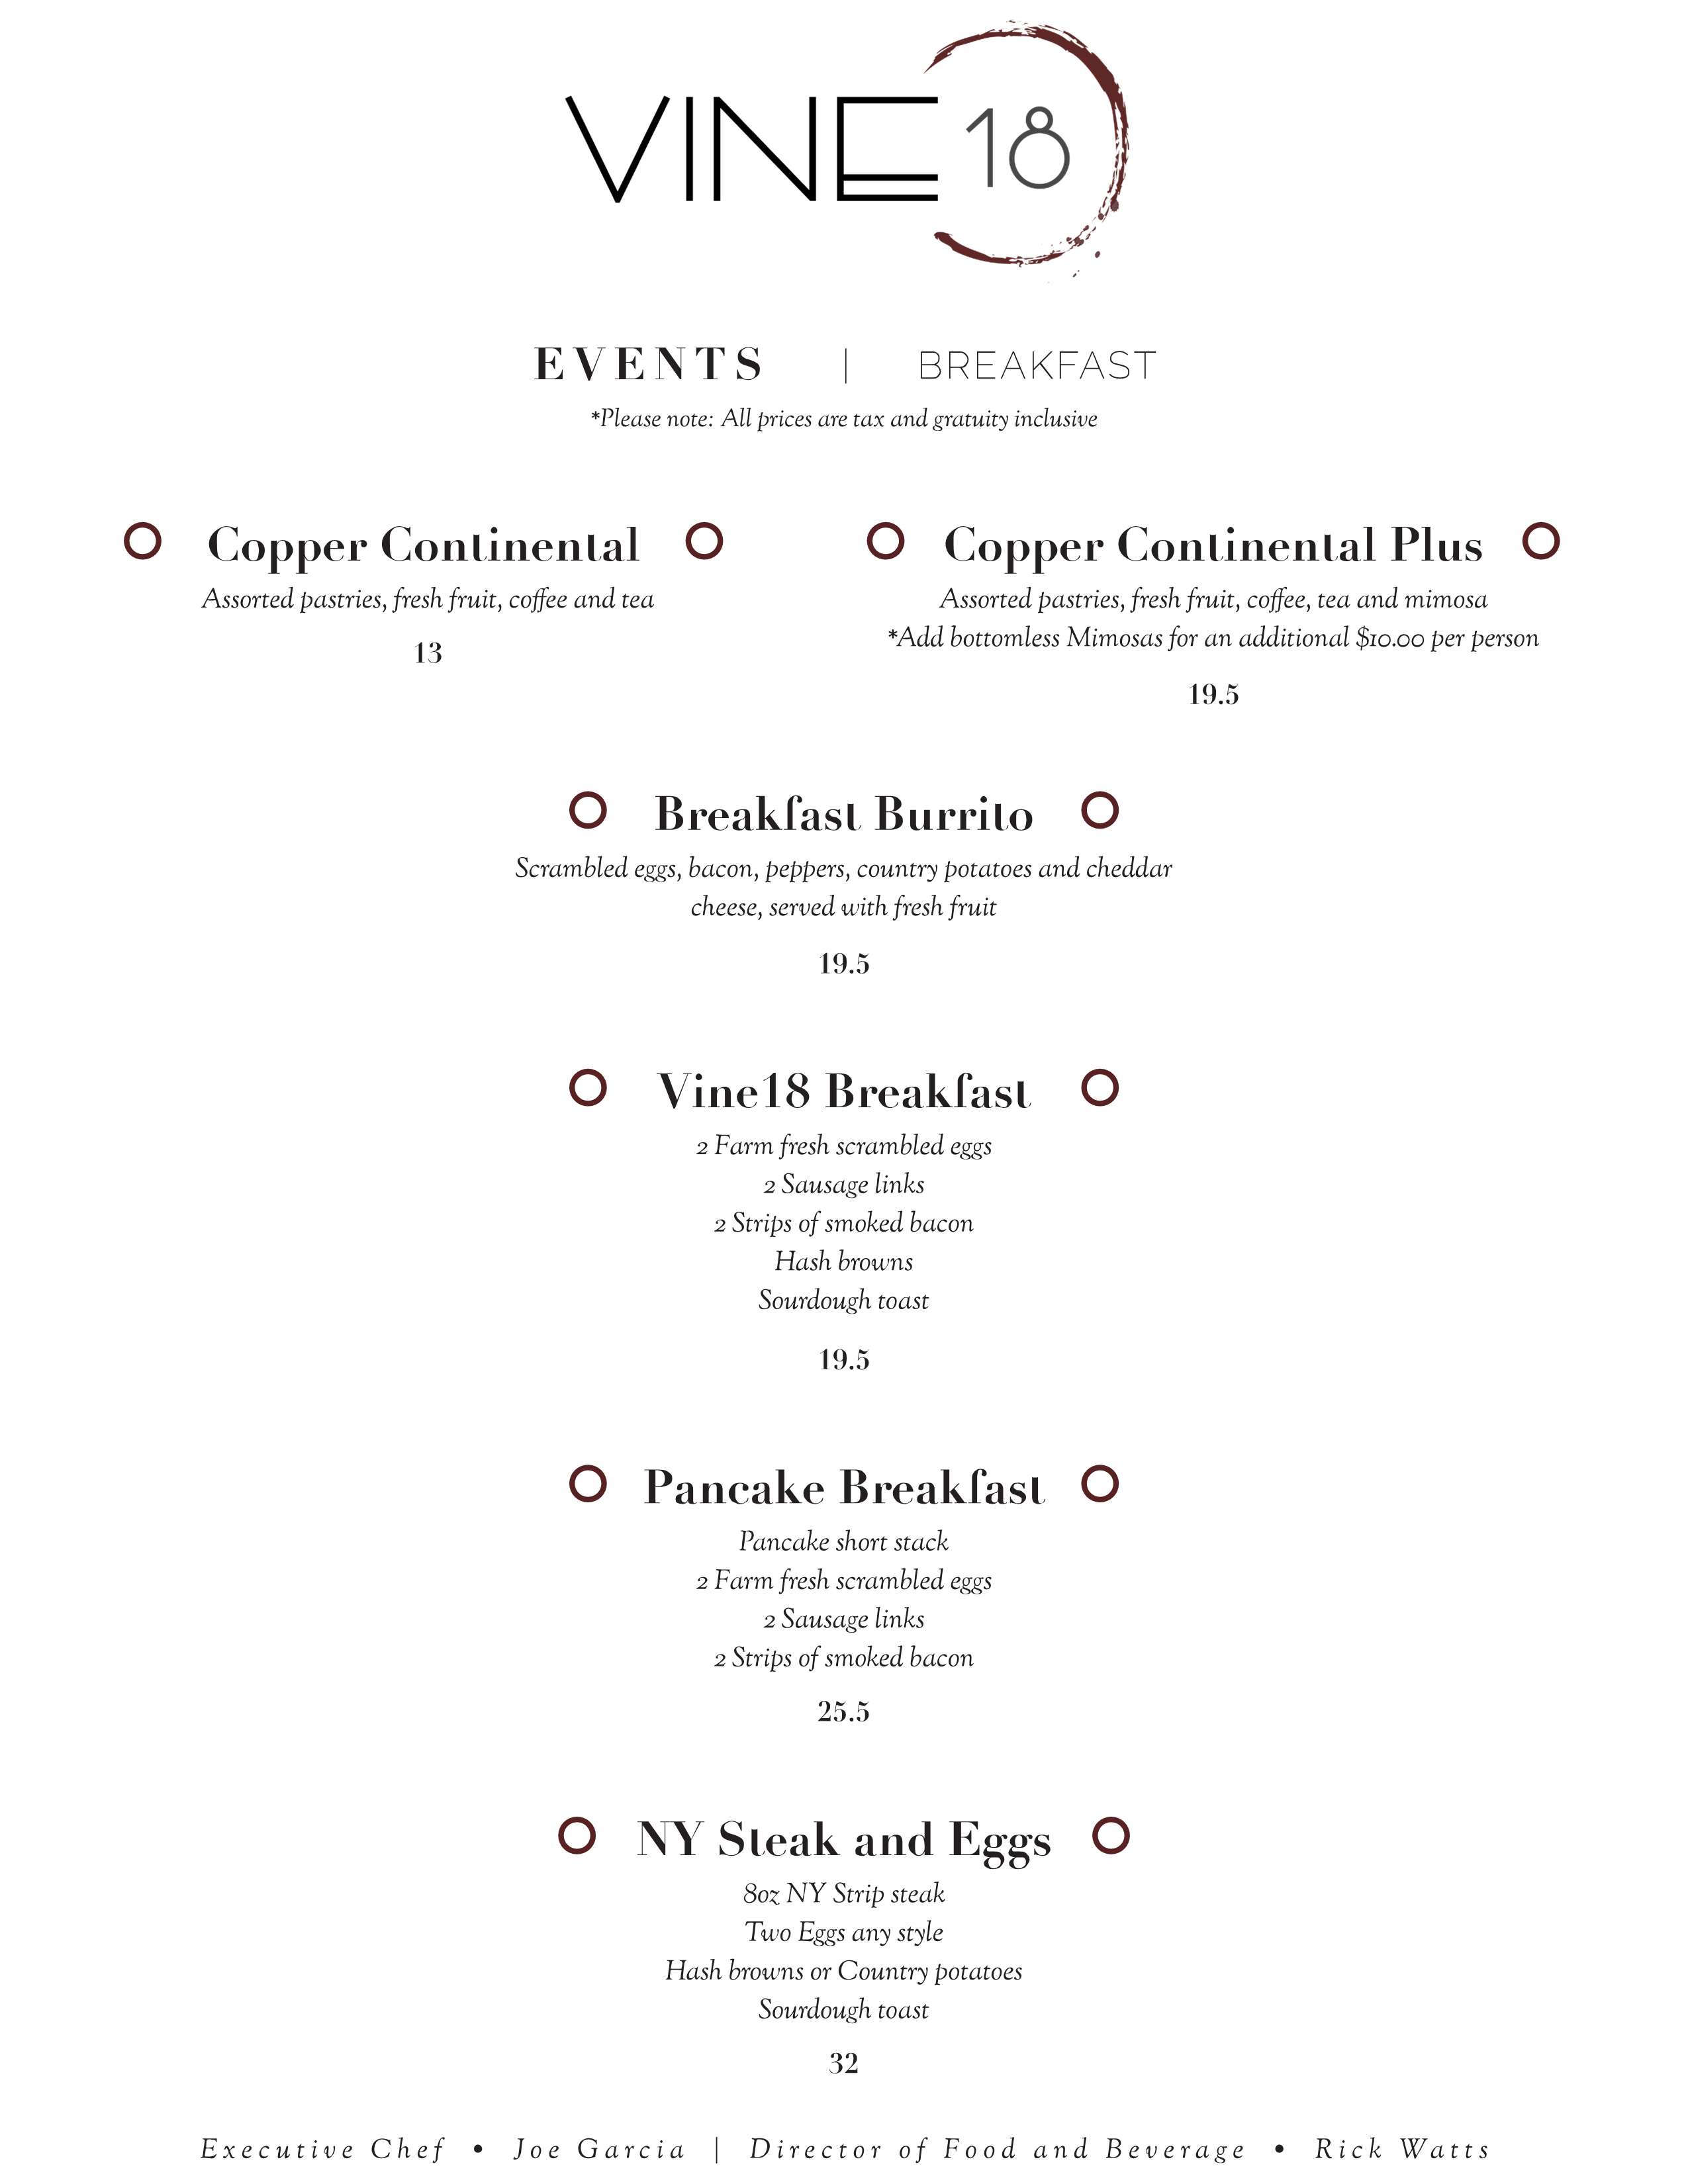 VINE 18
EVENTS | BREAKFAST
*Please note: All prices are tax and gratuity inclusive
Copper Continental
Assorted pastries, fresh fruit, coffee and tea
13
Copper Continental Plus
Assorted pastries, fresh fruit, coffee, tea and mimosa
*Add bottomless Mimosas for an additional $10.00 per person
19.5
Breakfast Burrito
Scrambled eggs, bacon, peppers, country potatoes and cheddar
cheese, served with fresh fruit
19.5
Vine18 Breakfast
2 Farm fresh scrambled eggs
2 Sausage links
2 Strips of smoked bacon
Hash browns
Sourdough toast
19.5
Pancake Breakfast
Pancake short stack
2 Farm fresh scrambled eggs
2 Sausage links
2 Strips of smoked bacon
25.5
NY Steak and Eggs
8oz NY Strip steak
Two Eggs any style
Hash browns or Country potatoes
Sourdough toast
32
Executive Chef • Joe Garcia | Director of Food and Beverage • Rick Watts